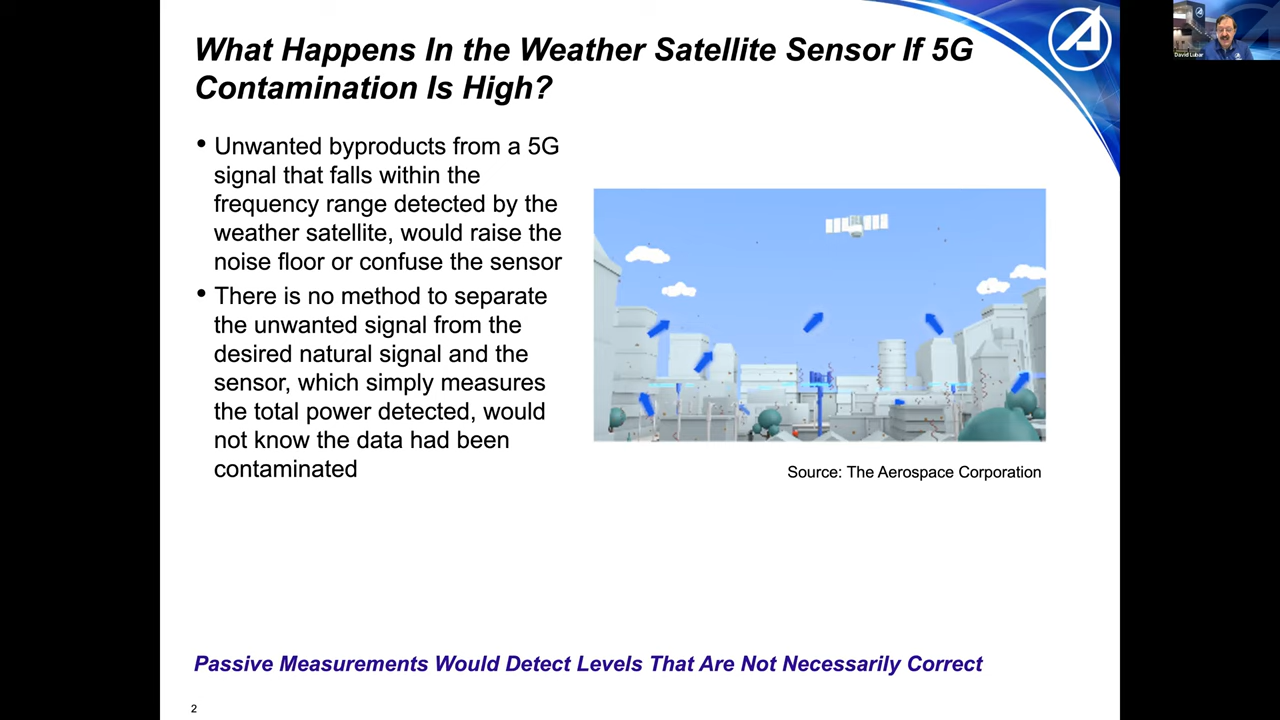 What Happens In the Weather Satellite Sensor If 5G
Contamination Is High?
• Unwanted byproducts from a 5G
signal that falls within the
frequency range detected by the
weather satellite, would raise the
noise floor or confuse the sensor
• There is no method to separate
the unwanted signal from the
desired natural signal and the
sensor, which simply measures
the total power detected, would
not know the data had been
contaminated
Source: The Aerospace Corporation
Passive Measurements Would Detect Levels That Are Not Necessarily Correct
2
David Lubar